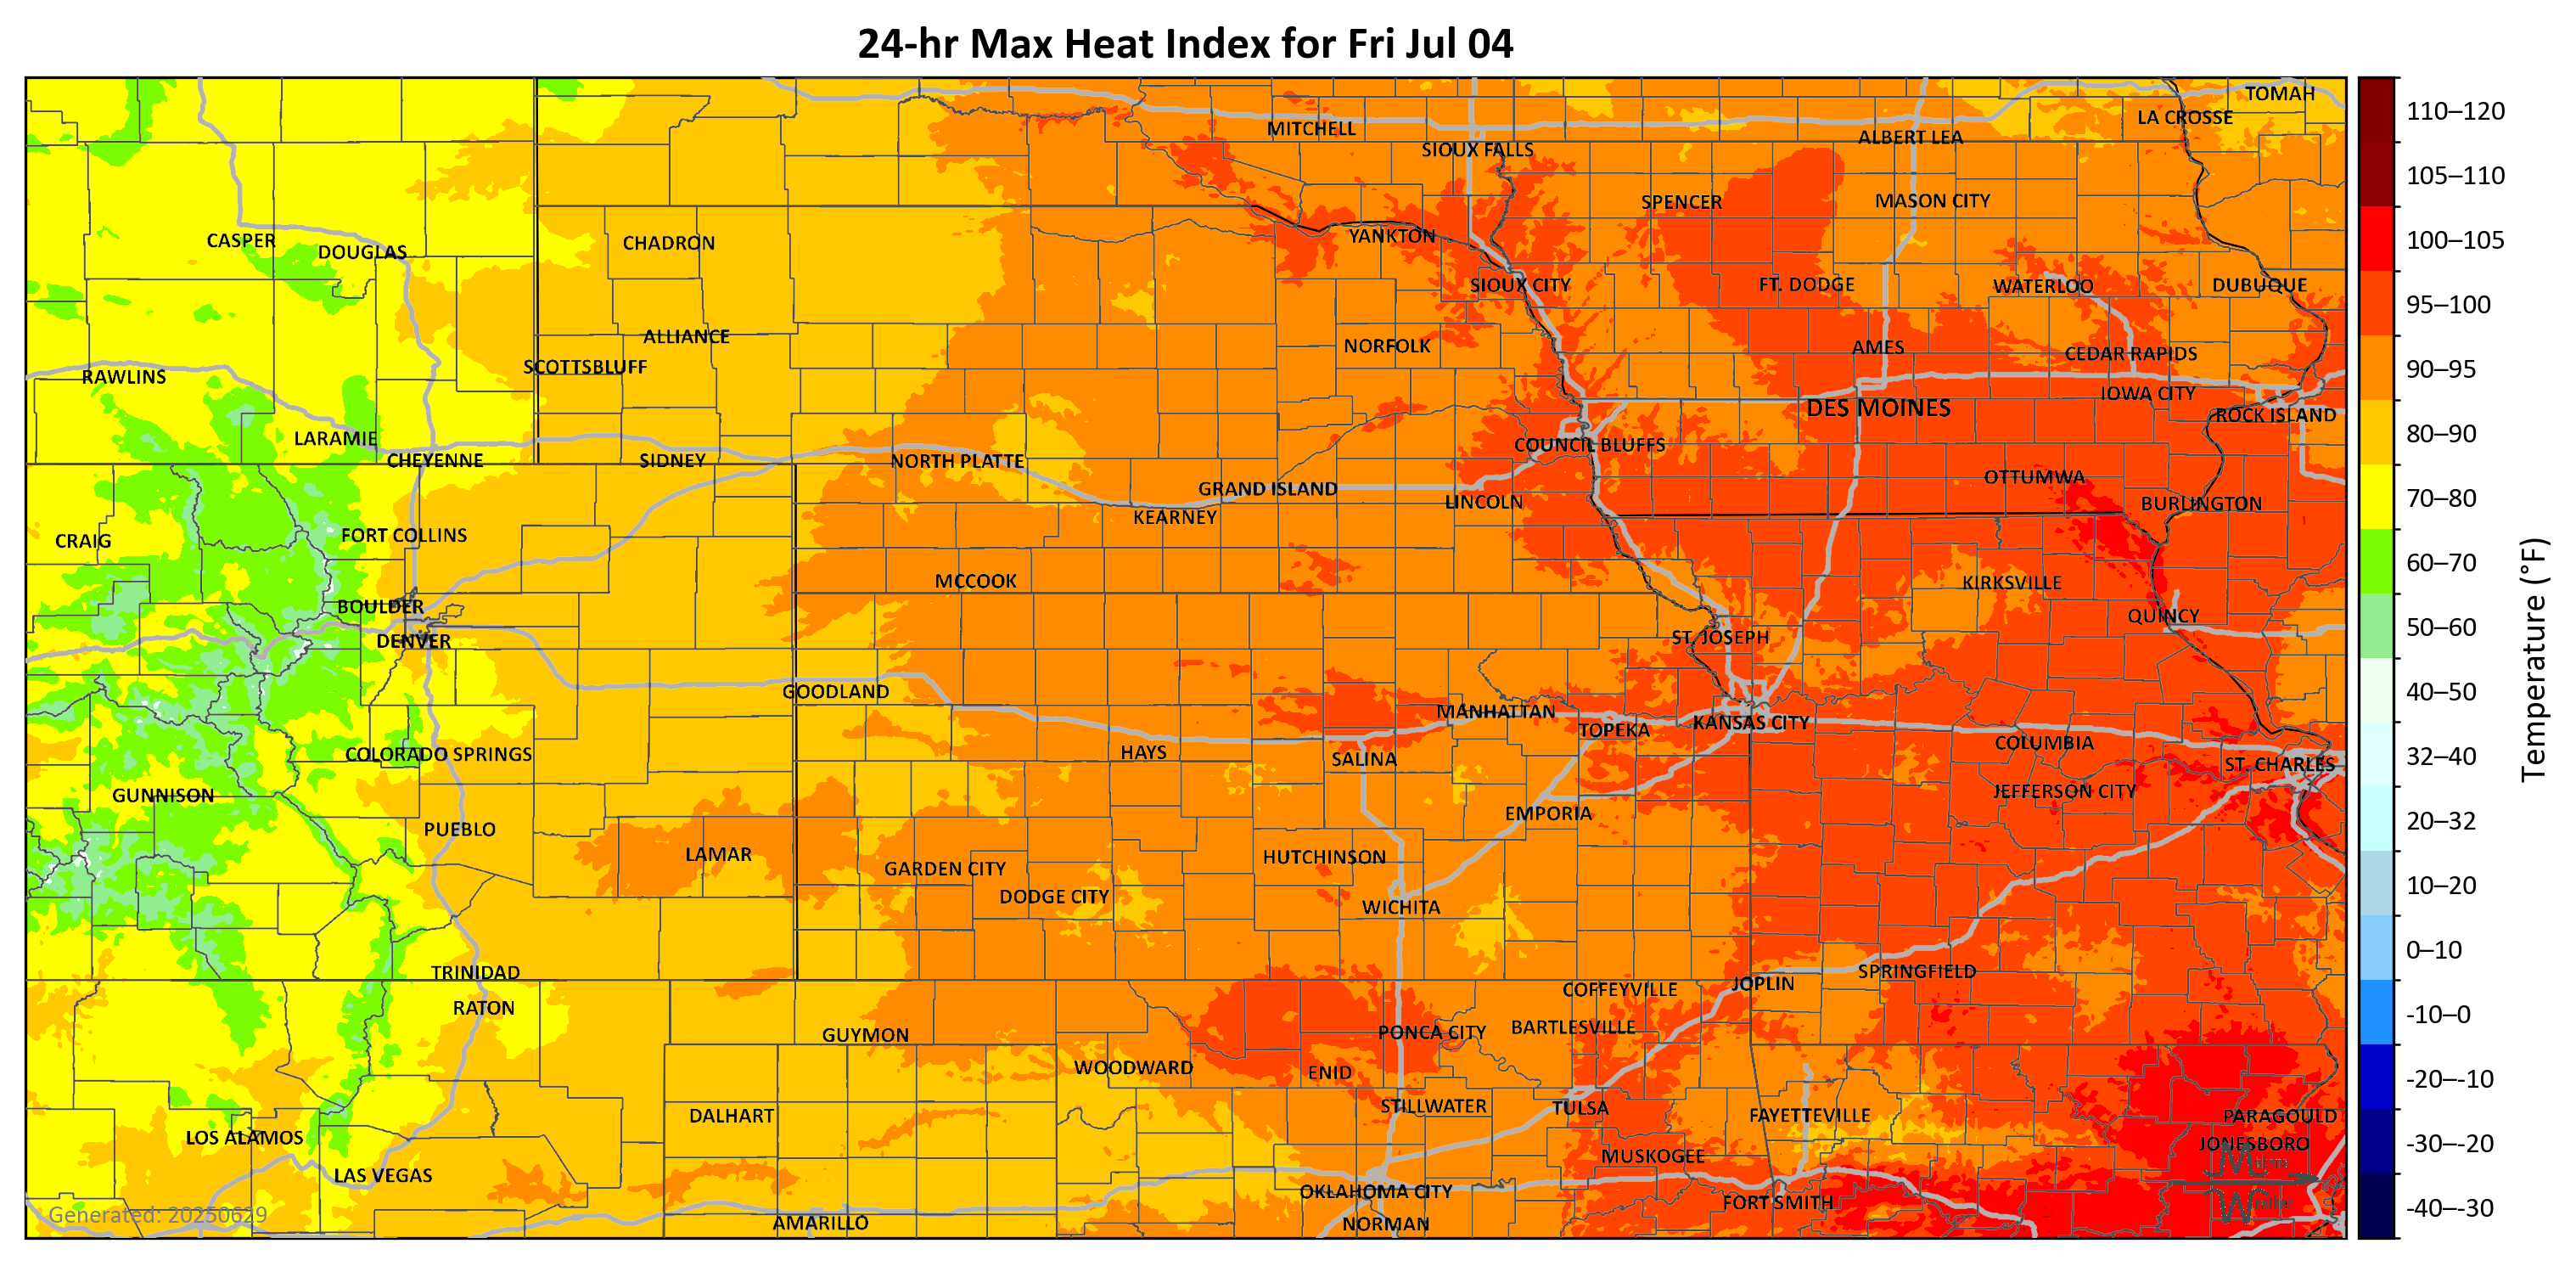 24-hr Max Heat Index for Fri Jul 04
TOMAH
LA CROSSE
MITCHELL
ALBERT LEA
SIOUX FALLS
SPENCER
MASON CITY
CASPER
DOUGLAS
CHADRON
YANKTON
SIOUX CITY
FT. DODGE
WATERLOO
DUBUQUE
ALLIANCE
NORFOLK
AMES
CEDAR RAPIDS
SCOTTSBLUFF
RAWLINS
IOWA CITY
DES MOINES
ROCK ISLAND
LARAMIE
COUNCIL BLUFFS
CHEYENNE
SIDNEY
NORTH PLATTE
OTTUMWA
GRAND ISLAND
LINCOLN
BURLINGTON
KEARNEY
CRAIG
FORT COLLINS
MCCOOK
KIRKSVILLE
BOULDER
QUINCY
DENVER
ST. JOSEPH
GOODLAND
MANHATTAN
TOPEKA
KANSAS CITY
COLUMBIA
COLORADO SPRINGS
HAYS
SALINA
ST. CHARLES
GUNNISON
JEFFERSON CITY
EMPORIA
PUEBLO
LAMAR
HUTCHINSON
GARDEN CITY
DODGE CITY
WICHITA
TRINIDAD
SPRINGFIELD
JOPLIN
COFFEYVILLE
RATON
GUYMON
PONCA CITY
BARTLESVILLE
WOODWARD
ENID
STILLWATER
TULSA
DALHART
FAYETTEVILLE
PARAGOULD
LOS ALAMOS
JONESBORO
MUSKOGEE
LAS VEGAS
OKLAHOMA CITY
FORT SMITH
Generated: 20250629
AMARILLO
NORMAN
110–120
105–110
100–105
95–100
90–95
80–90
70–80
60–70
50–60
40–50
32–40
20–32
10–20
0–10
-10–0
-20–-10
-30–-20
-40–-30
Temperature (°F)